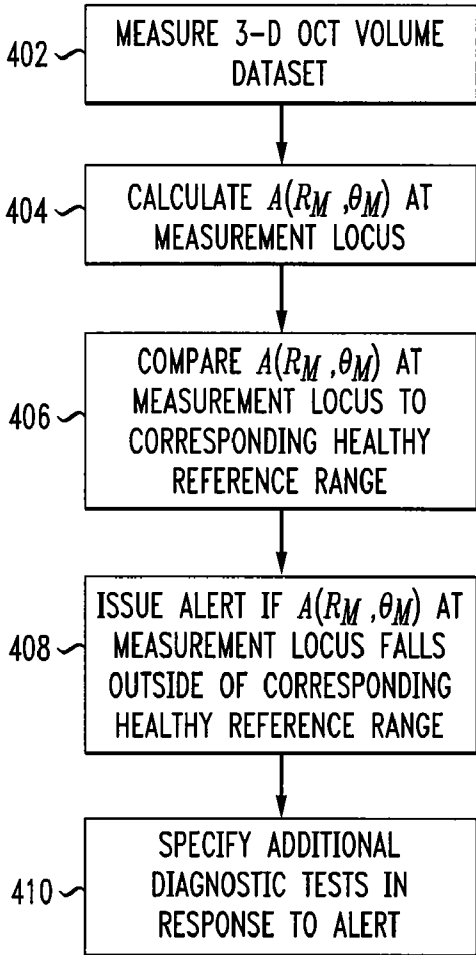 402
MEASURE 3-D OCT VOLUME
DATASET
404
CALCULATE A(R_M,θ_M) AT
MEASUREMENT LOCUS
406
COMPARE A(R_M,θ_M) AT
MEASUREMENT LOCUS TO
CORRESPONDING HEALTHY
REFERENCE RANGE
408
ISSUE ALERT IF A(R_M,θ_M) AT
MEASUREMENT LOCUS FALLS
OUTSIDE OF CORRESPONDING
HEALTHY REFERENCE RANGE
410
SPECIFY ADDITIONAL
DIAGNOSTIC TESTS IN
RESPONSE TO ALERT